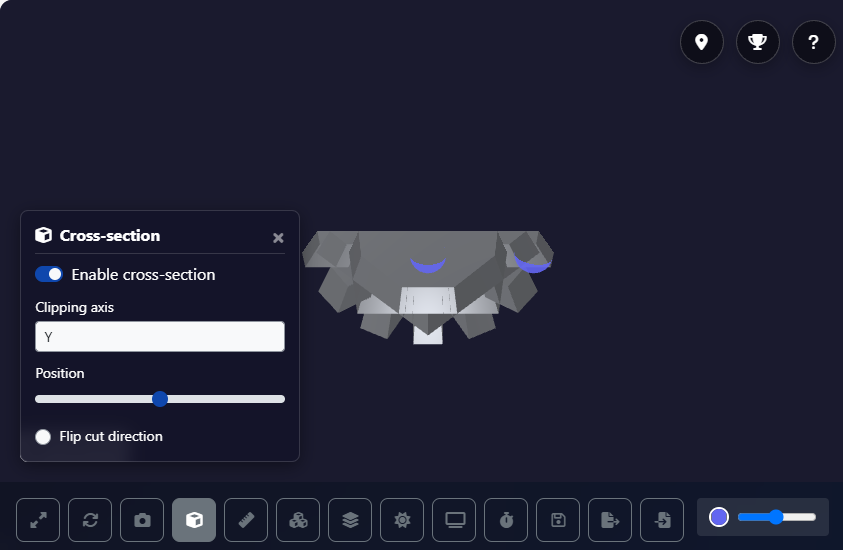 ?
Cross-section
×
Enable cross-section
Clipping axis
Y
Position
Flip cut direction